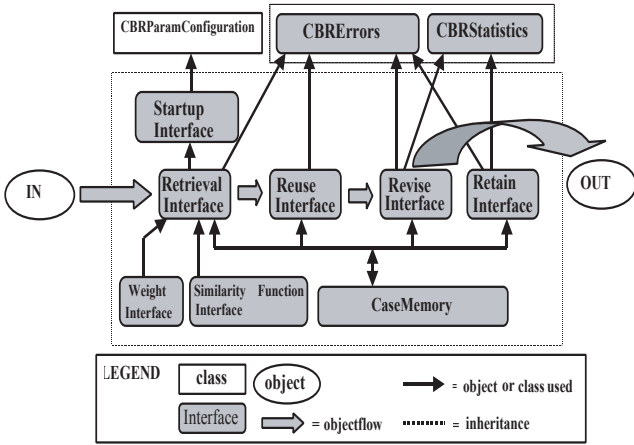 CBRParamConfiguration
CBRErrors
CBRStatistics
Startup
Interface
IN
Retrieval
Interface
Reuse
Interface
Revise
Interface
Retain
Interface
OUT
Weight
Interface
Similarity Function
Interface
CaseMemory
LEGEND
class
object
= object or class used
Interface
= objectflow
= inheritance